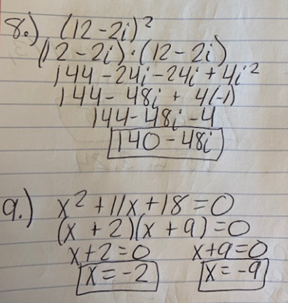 8.) (12-2i)²
(12-2i)·(12-2i)
144-24i-24i+4i²
144-48i+4(-1)
144-48i-4
140-48i
9.) x²+11x+18=0
(x+2)(x+9)=0
x+2=0 x+9=0
x=-2 x=-9